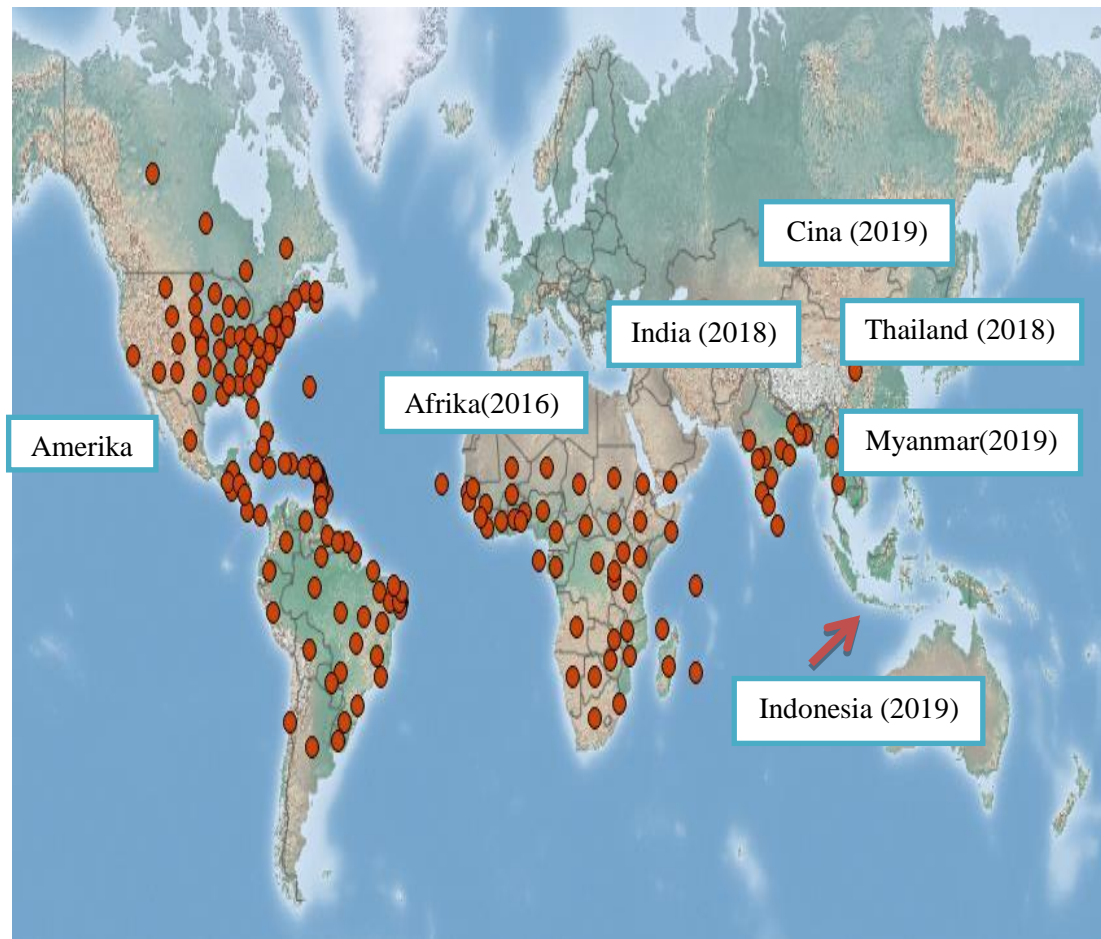 Cina (2019)
India (2018)
Thailand (2018)
Afrika(2016)
Amerika
Myanmar(2019)
Indonesia (2019)